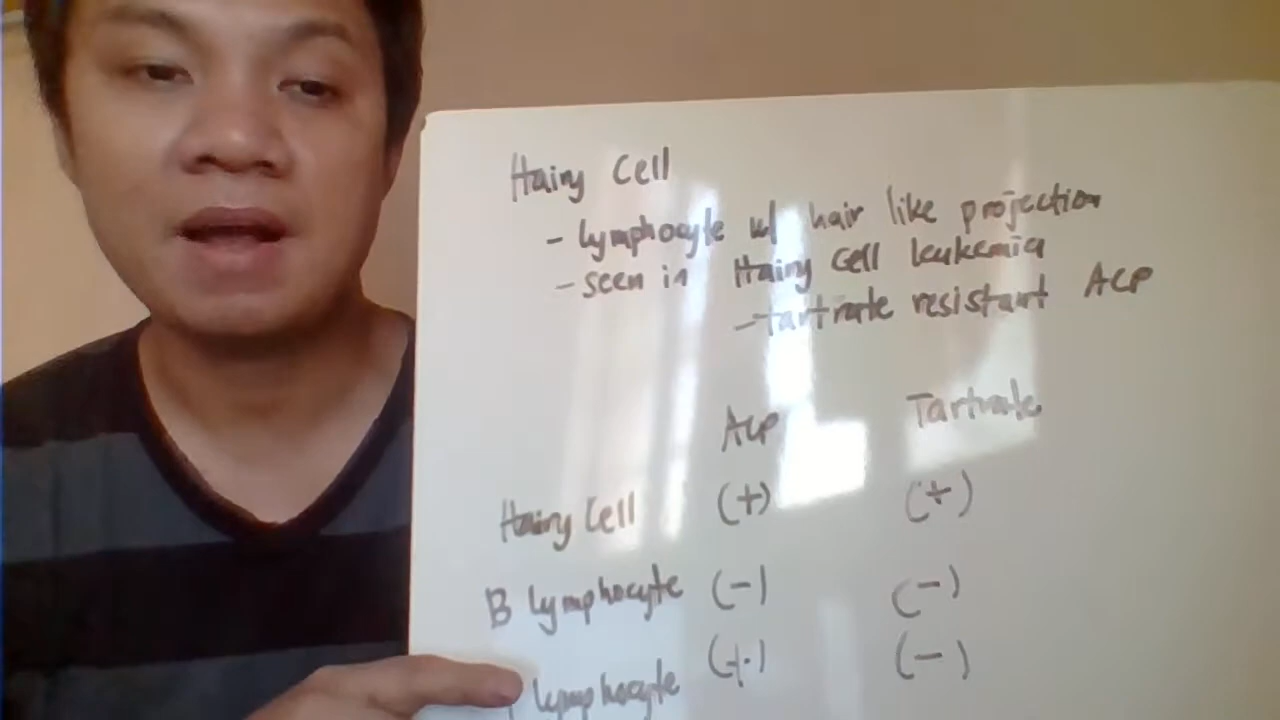 Hairy Cell
- lymphocyte w/ hair like projection
- seen in Hairy Cell leukemia
- tartrate resistant ACP
ACP Tartrate
Hairy Cell (+) (+)
B lymphocyte (-) (-)
lymphocyte (+) (-)